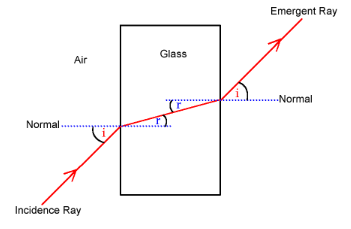 Emergent Ray
Air
Glass
r
i
Normal
Normal
r
i
Incidence Ray